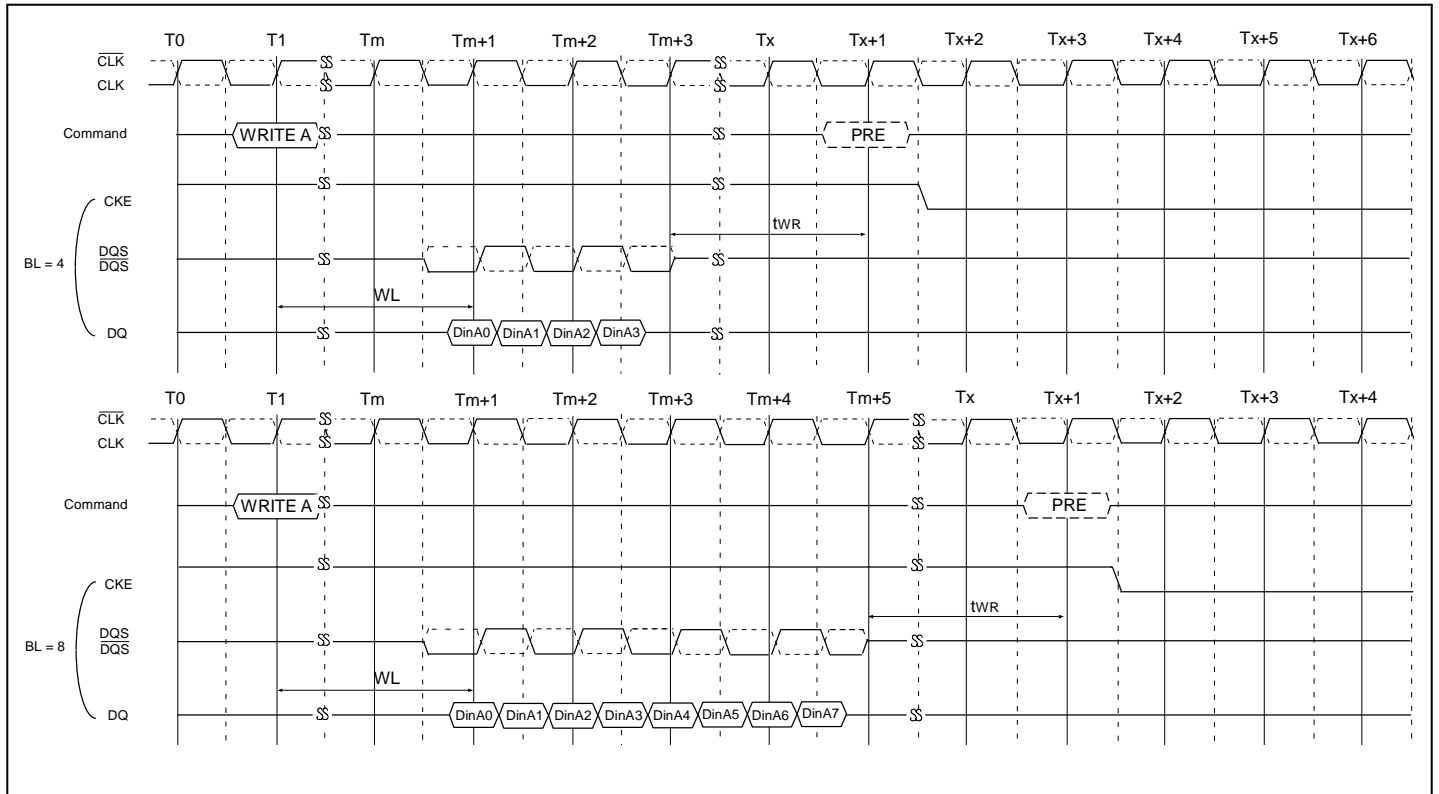 T0 T1 Tm Tm+1 Tm+2 Tm+3 Tx Tx+1 Tx+2 Tx+3 Tx+4 Tx+5 Tx+6
CLK
CLK
Command WRITE A PRE
CKE
tWR
DQS
DQS
BL = 4
WL
DQ DinA0 DinA1 DinA2 DinA3
T0 T1 Tm Tm+1 Tm+2 Tm+3 Tm+4 Tm+5 Tx Tx+1 Tx+2 Tx+3 Tx+4
CLK
CLK
Command WRITE A PRE
CKE
tWR
DQS
DQS
BL = 8
WL
DQ DinA0 DinA1 DinA2 DinA3 DinA4 DinA5 DinA6 DinA7